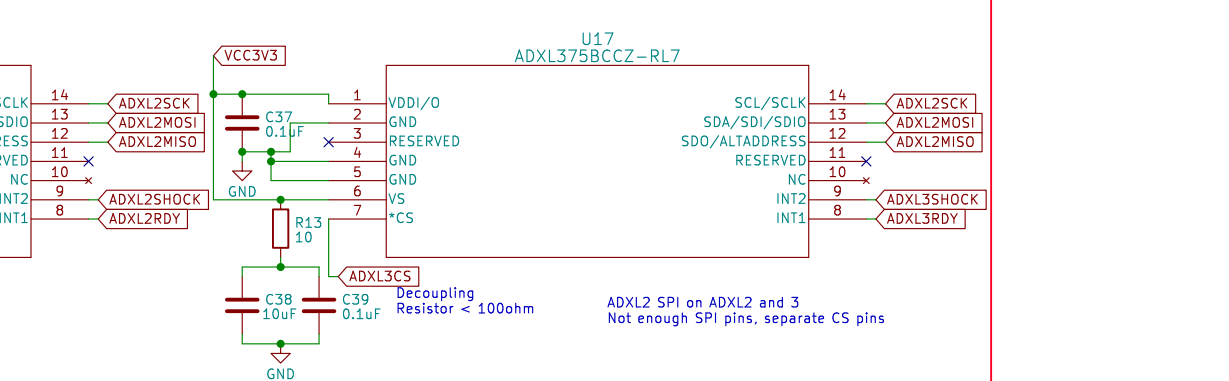 U17
ADXL375BCCZ-RL7
VCC3V3
SCLK 14 ADXL2SCK
SDIO 13 ADXL2MOSI
RESS 12 ADXL2MISO
RVED 11
NC 10
INT2 9 ADXL2SHOCK
INT1 8 ADXL2RDY
C37
0.1uF
GND
1 VDDI/O
2 GND
3 RESERVED
4 GND
5 GND
6 VS
7 *CS
SCL/SCLK 14 ADXL2SCK
SDA/SDI/SDIO 13 ADXL2MOSI
SDO/ALTADDRESS 12 ADXL2MISO
RESERVED 11
NC 10
INT2 9 ADXL3SHOCK
INT1 8 ADXL3RDY
R13
10
ADXL3CS
C38
10uF
C39
0.1uF
GND
Decoupling
Resistor < 100ohm
ADXL2 SPI on ADXL2 and 3
Not enough SPI pins, separate CS pins